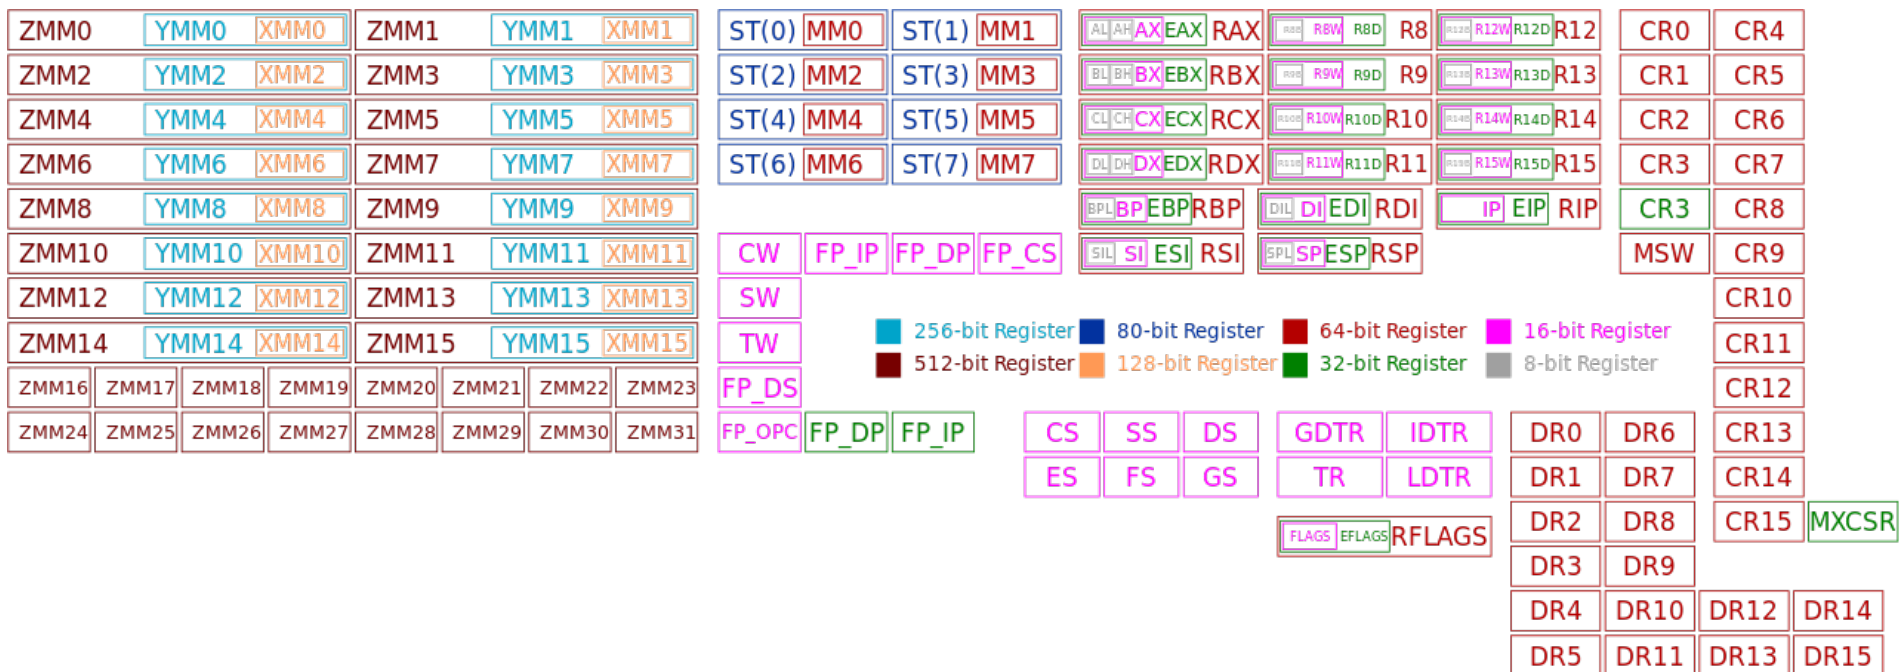 ZMM0 YMM0 XMM0 ZMM1 YMM1 XMM1 ST(0) MM0 ST(1) MM1 AL AH AX EAX RAX R8B R8W R8D R8 R12B R12W R12D R12 CR0 CR4
ZMM2 YMM2 XMM2 ZMM3 YMM3 XMM3 ST(2) MM2 ST(3) MM3 BL BH BX EBX RBX R9B R9W R9D R9 R13B R13W R13D R13 CR1 CR5
ZMM4 YMM4 XMM4 ZMM5 YMM5 XMM5 ST(4) MM4 ST(5) MM5 CL CH CX ECX RCX R10B R10W R10D R10 R14B R14W R14D R14 CR2 CR6
ZMM6 YMM6 XMM6 ZMM7 YMM7 XMM7 ST(6) MM6 ST(7) MM7 DL DH DX EDX RDX R11B R11W R11D R11 R15B R15W R15D R15 CR3 CR7
ZMM8 YMM8 XMM8 ZMM9 YMM9 XMM9 BPL BP EBP RBP DIL DI EDI RDI IP EIP RIP CR3 CR8
ZMM10 YMM10 XMM10 ZMM11 YMM11 XMM11 CW FP_IP FP_DP FP_CS SIL SI ESI RSI SPL SP ESP RSP MSW CR9
ZMM12 YMM12 XMM12 ZMM13 YMM13 XMM13 SW CR10
ZMM14 YMM14 XMM14 ZMM15 YMM15 XMM15 TW 256-bit Register 80-bit Register 64-bit Register 16-bit Register CR11
512-bit Register 128-bit Register 32-bit Register 8-bit Register
ZMM16 ZMM17 ZMM18 ZMM19 ZMM20 ZMM21 ZMM22 ZMM23 FP_DS CR12
ZMM24 ZMM25 ZMM26 ZMM27 ZMM28 ZMM29 ZMM30 ZMM31 FP_OPC FP_DP FP_IP CS SS DS GDTR IDTR DR0 DR6 CR13
ES FS GS TR LDTR DR1 DR7 CR14
DR2 DR8 CR15 MXCSR
FLAGS EFLAGS RFLAGS
DR3 DR9
DR4 DR10 DR12 DR14
DR5 DR11 DR13 DR15